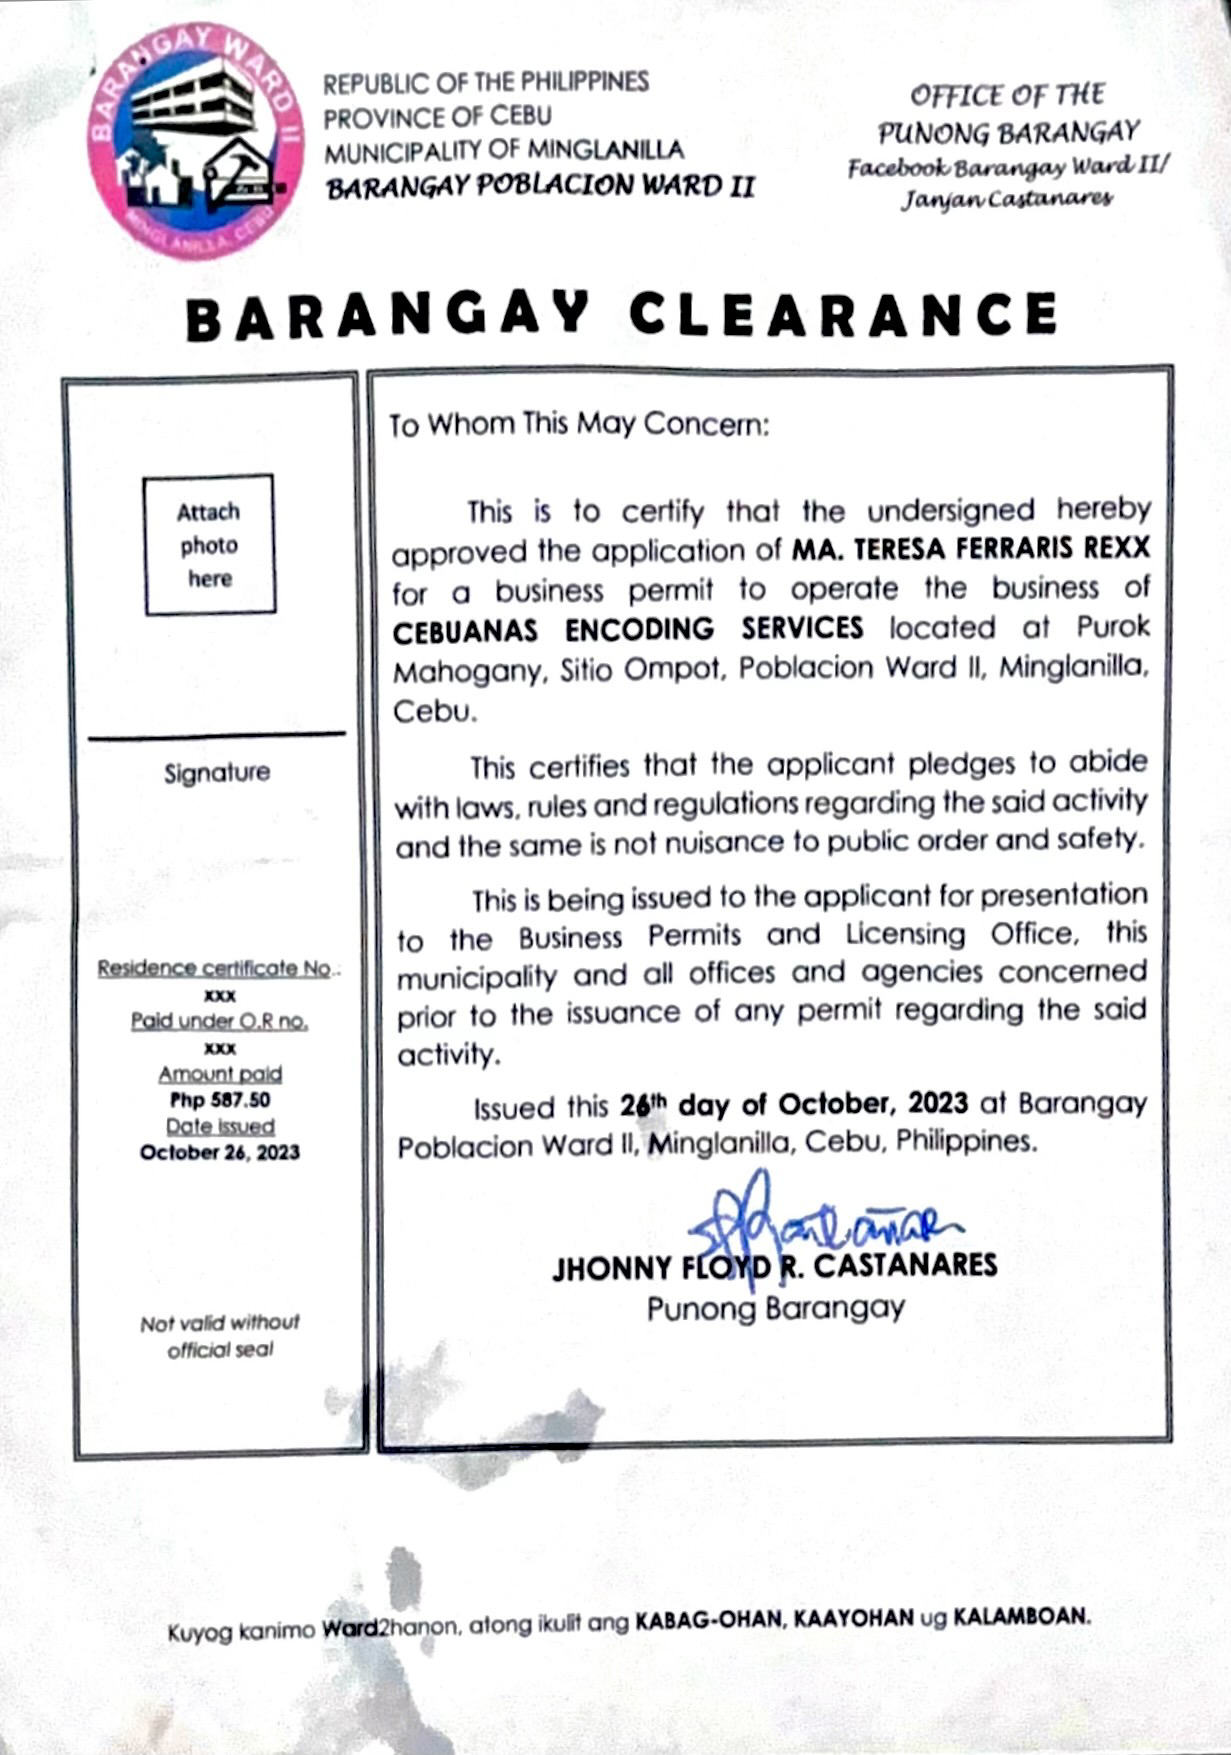 BARANGAY WARD II
MINGLANILLA, CEBU
REPUBLIC OF THE PHILIPPINES
PROVINCE OF CEBU
MUNICIPALITY OF MINGLANILLA
BARANGAY POBLACION WARD II
OFFICE OF THE
PUNONG BARANGAY
Facebook Barangay Ward II/
Janjan Castanares
BARANGAY CLEARANCE
Attach
photo
here
Signature
Residence certificate No.:
xxx
Paid under O.R no.
xxx
Amount paid
Php 587.50
Date issued
October 26, 2023
Not valid without
official seal
To Whom This May Concern:
This is to certify that the undersigned hereby
approved the application of MA. TERESA FERRARIS REXX
for a business permit to operate the business of
CEBUANAS ENCODING SERVICES located at Purok
Mahogany, Sitio Ompot, Poblacion Ward II, Minglanilla,
Cebu.
This certifies that the applicant pledges to abide
with laws, rules and regulations regarding the said activity
and the same is not nuisance to public order and safety.
This is being issued to the applicant for presentation
to the Business Permits and Licensing Office, this
municipality and all offices and agencies concerned
prior to the issuance of any permit regarding the said
activity.
Issued this 26th day of October, 2023 at Barangay
Poblacion Ward II, Minglanilla, Cebu, Philippines.
JHONNY FLOYD R. CASTANARES
Punong Barangay
Kuyog kanimo Ward2hanon, atong ikulit ang KABAG-OHAN, KAAYOHAN ug KALAMBOAN.